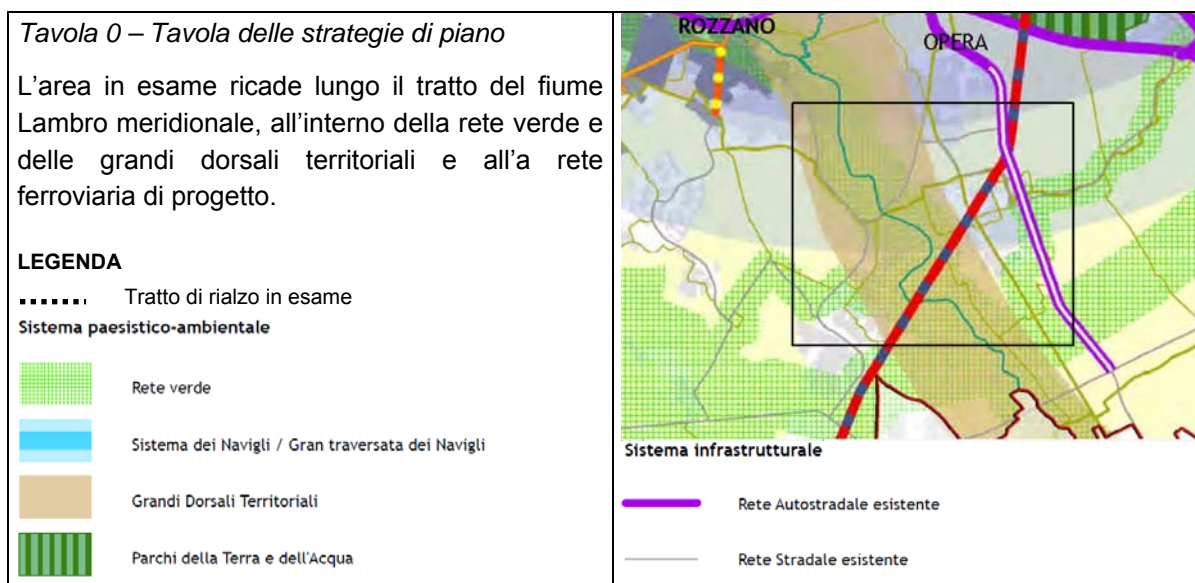 Tavola 0 – Tavola delle strategie di piano
L'area in esame ricade lungo il tratto del fiume
Lambro meridionale, all'interno della rete verde e
delle grandi dorsali territoriali e all'a rete
ferroviaria di progetto.
LEGENDA
Tratto di rialzo in esame
Sistema paesistico-ambientale
Rete verde
Sistema dei Navigli / Gran traversata dei Navigli
Grandi Dorsali Territoriali
Parchi della Terra e dell'Acqua
ROZZANO
OPERA
Sistema infrastrutturale
Rete Autostradale esistente
Rete Stradale esistente